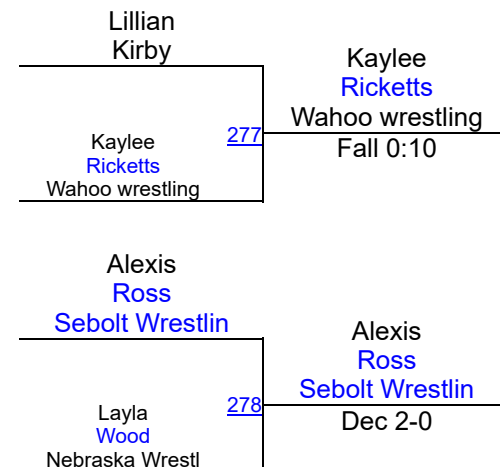 Lillian
Kirby
Kaylee
Ricketts
Wahoo wrestling
277
Kaylee
Ricketts
Wahoo wrestling
Fall 0:10
Alexis
Ross
Sebolt Wrestlin
Layla
Wood
Nebraska Wrestl
278
Alexis
Ross
Sebolt Wrestlin
Dec 2-0